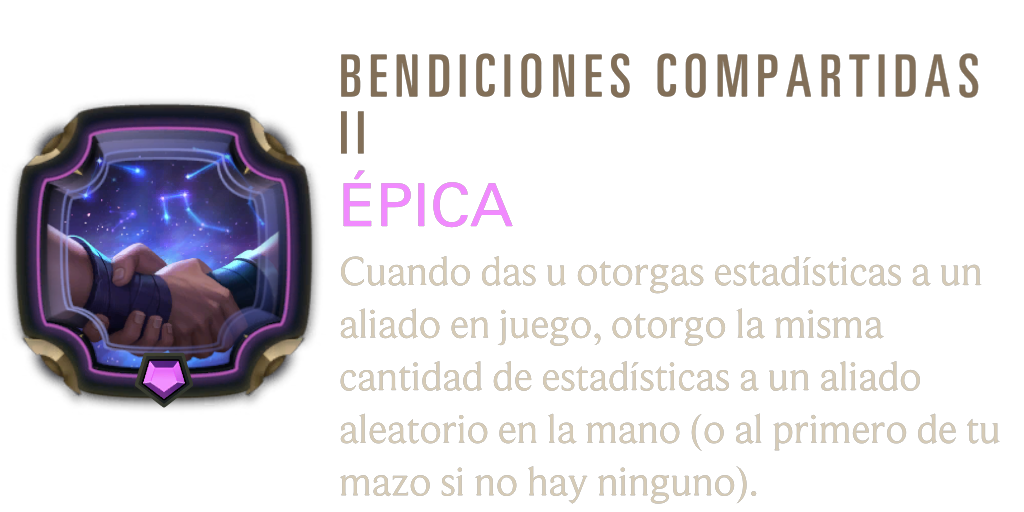 BENDICIONES COMPARTIDAS
II
ÉPICA
Cuando das u otorgas estadísticas a un
aliado en juego, otorgo la misma
cantidad de estadísticas a un aliado
aleatorio en la mano (o al primero de tu
mazo si no hay ninguno).